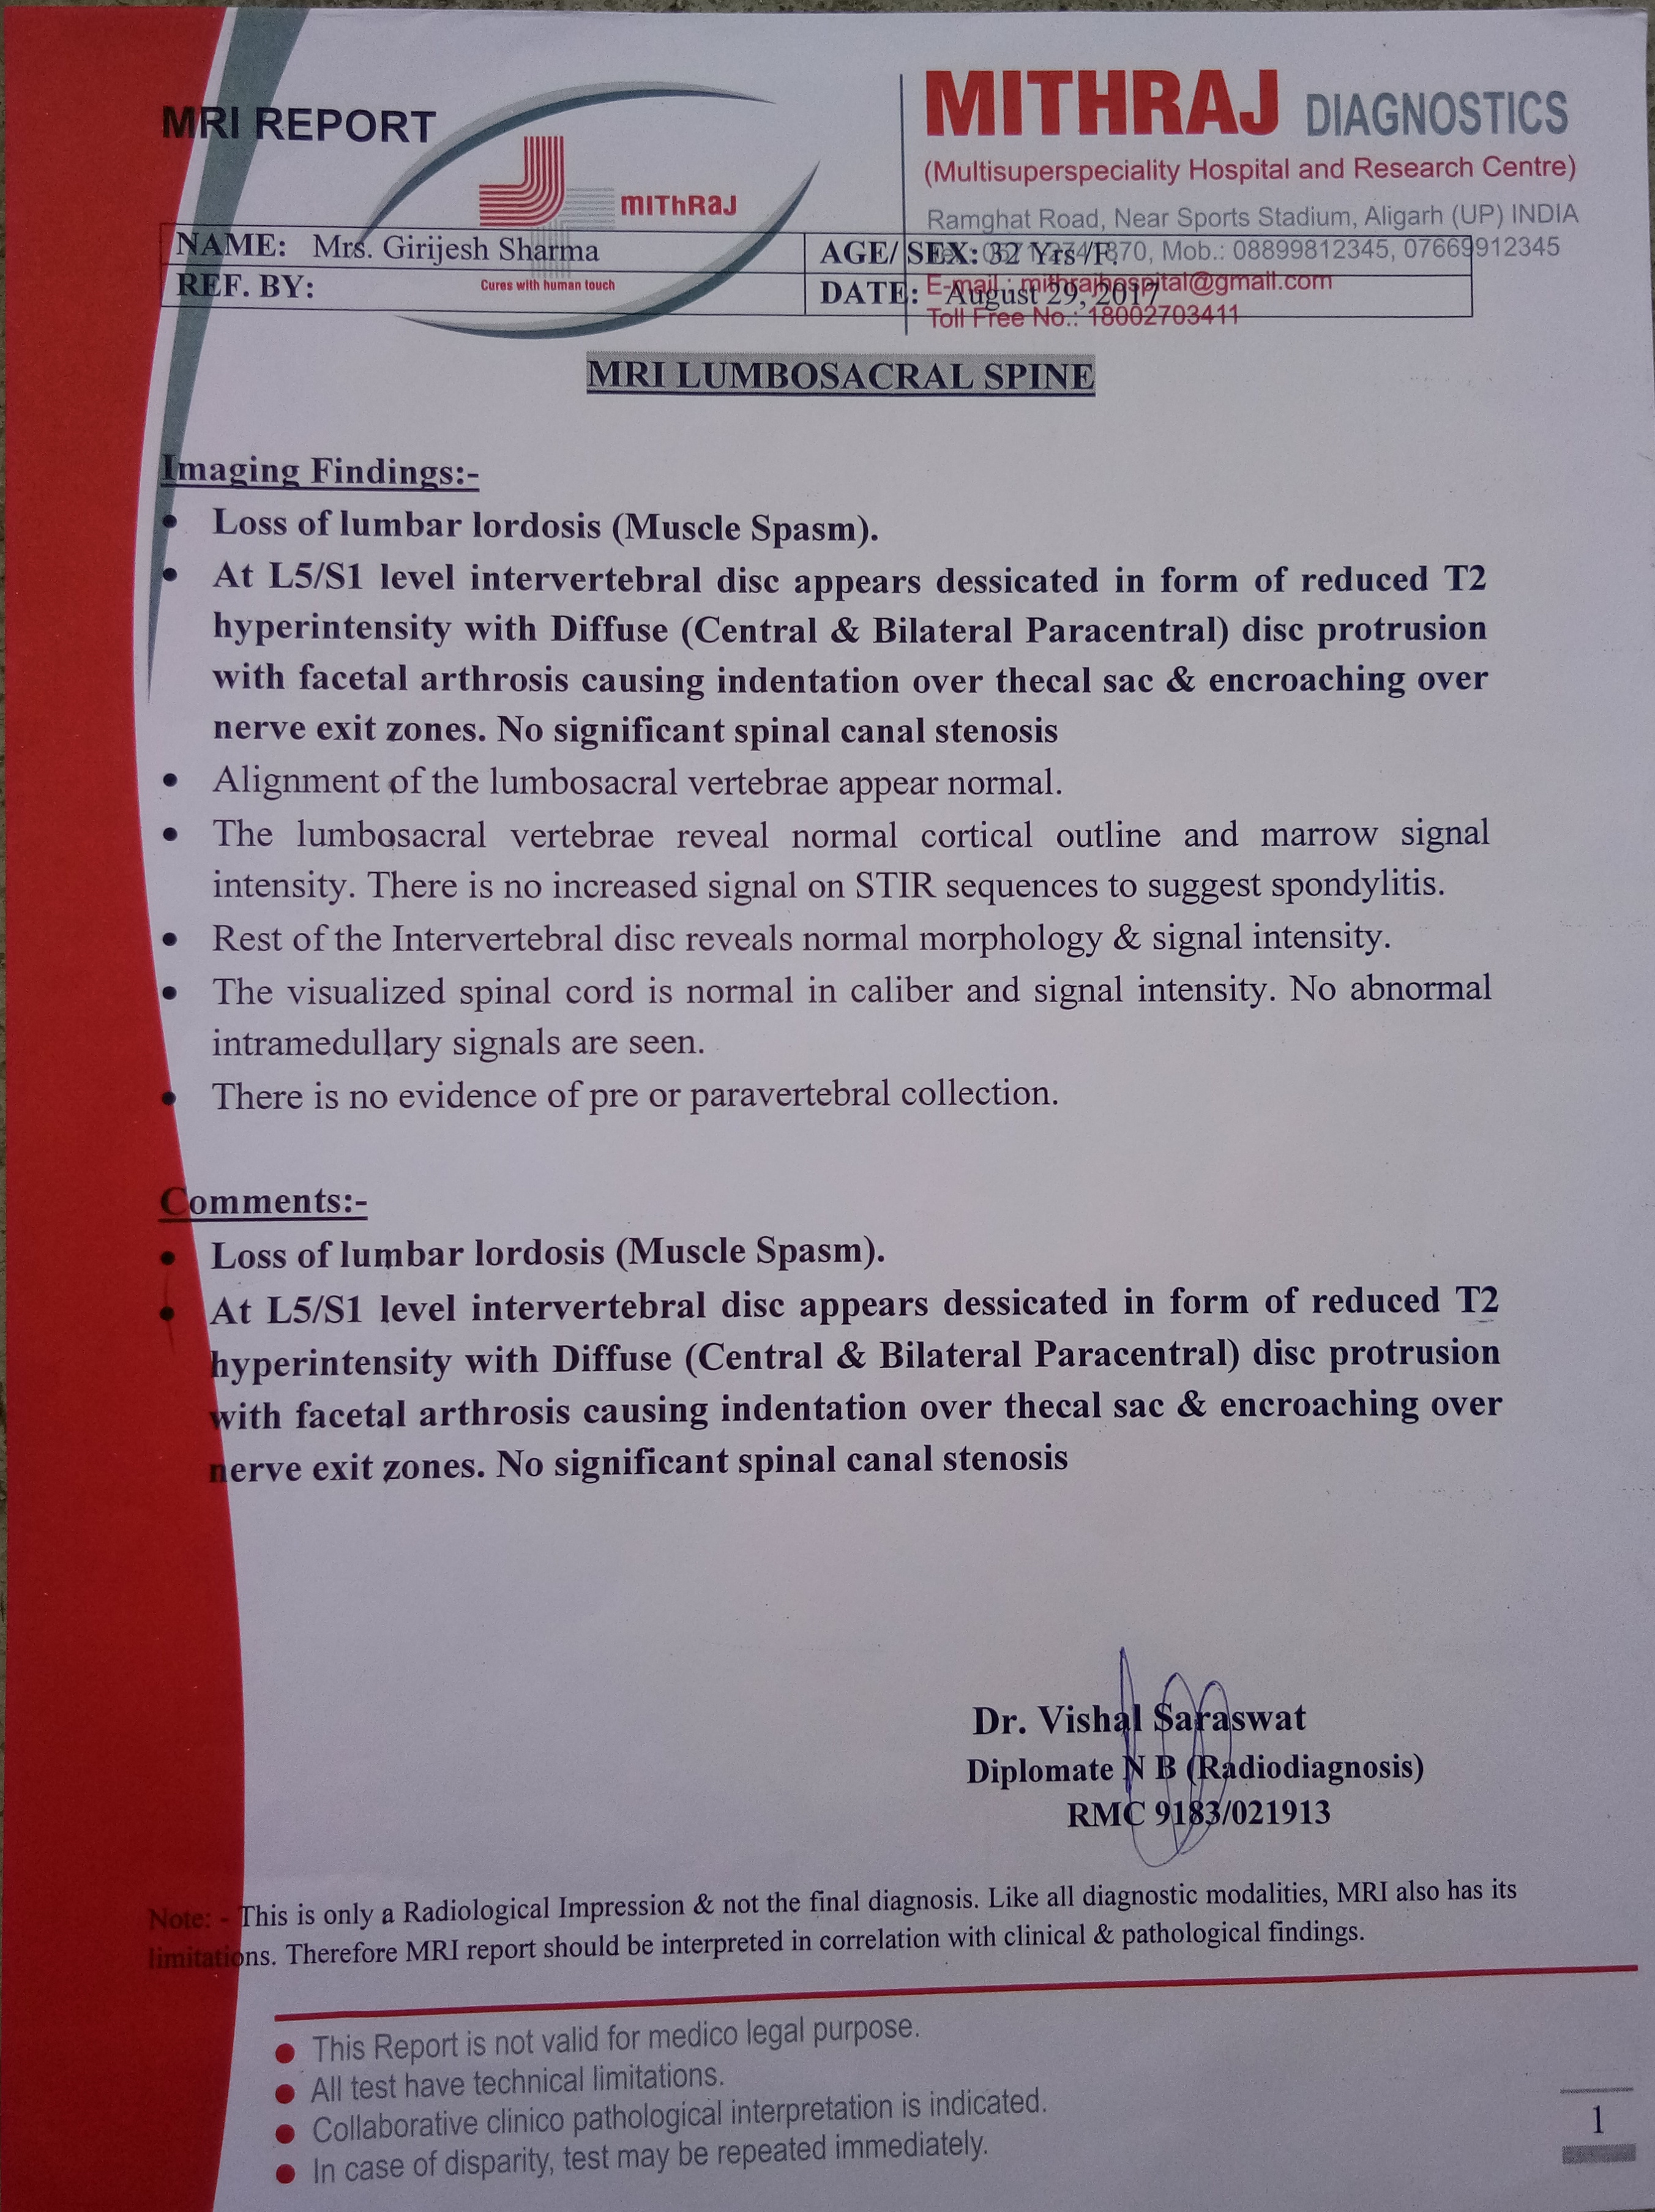 MRI REPORT
mIThRaJ
Cures with human touch
MITHRAJ DIAGNOSTICS
(Multisuperspeciality Hospital and Research Centre)
Ramghat Road, Near Sports Stadium, Aligarh (UP) INDIA
Mob.: 08899812345, 07669912345
E-mail : mithrajhospital@gmail.com
Toll Free No.: 18002703411
NAME: Mrs. Girijesh Sharma
AGE/ SEX: 32 Yrs /F.
REF. BY:
DATE: August 29, 2017
MRI LUMBOSACRAL SPINE
Imaging Findings:-
• Loss of lumbar lordosis (Muscle Spasm).
• At L5/S1 level intervertebral disc appears dessicated in form of reduced T2
hyperintensity with Diffuse (Central & Bilateral Paracentral) disc protrusion
with facetal arthrosis causing indentation over thecal sac & encroaching over
nerve exit zones. No significant spinal canal stenosis
• Alignment of the lumbosacral vertebrae appear normal.
• The lumbosacral vertebrae reveal normal cortical outline and marrow signal
intensity. There is no increased signal on STIR sequences to suggest spondylitis.
• Rest of the Intervertebral disc reveals normal morphology & signal intensity.
• The visualized spinal cord is normal in caliber and signal intensity. No abnormal
intramedullary signals are seen.
• There is no evidence of pre or paravertebral collection.
Comments:-
• Loss of lumbar lordosis (Muscle Spasm).
• At L5/S1 level intervertebral disc appears dessicated in form of reduced T2
hyperintensity with Diffuse (Central & Bilateral Paracentral) disc protrusion
with facetal arthrosis causing indentation over thecal sac & encroaching over
nerve exit zones. No significant spinal canal stenosis
Dr. Vishal Saraswat
Diplomate N B (Radiodiagnosis)
RMC 9183/021913
Note: - This is only a Radiological Impression & not the final diagnosis. Like all diagnostic modalities, MRI also has its
limitations. Therefore MRI report should be interpreted in correlation with clinical & pathological findings.
• This Report is not valid for medico legal purpose.
• All test have technical limitations.
• Collaborative clinico pathological interpretation is indicated.
• In case of disparity, test may be repeated immediately.
1